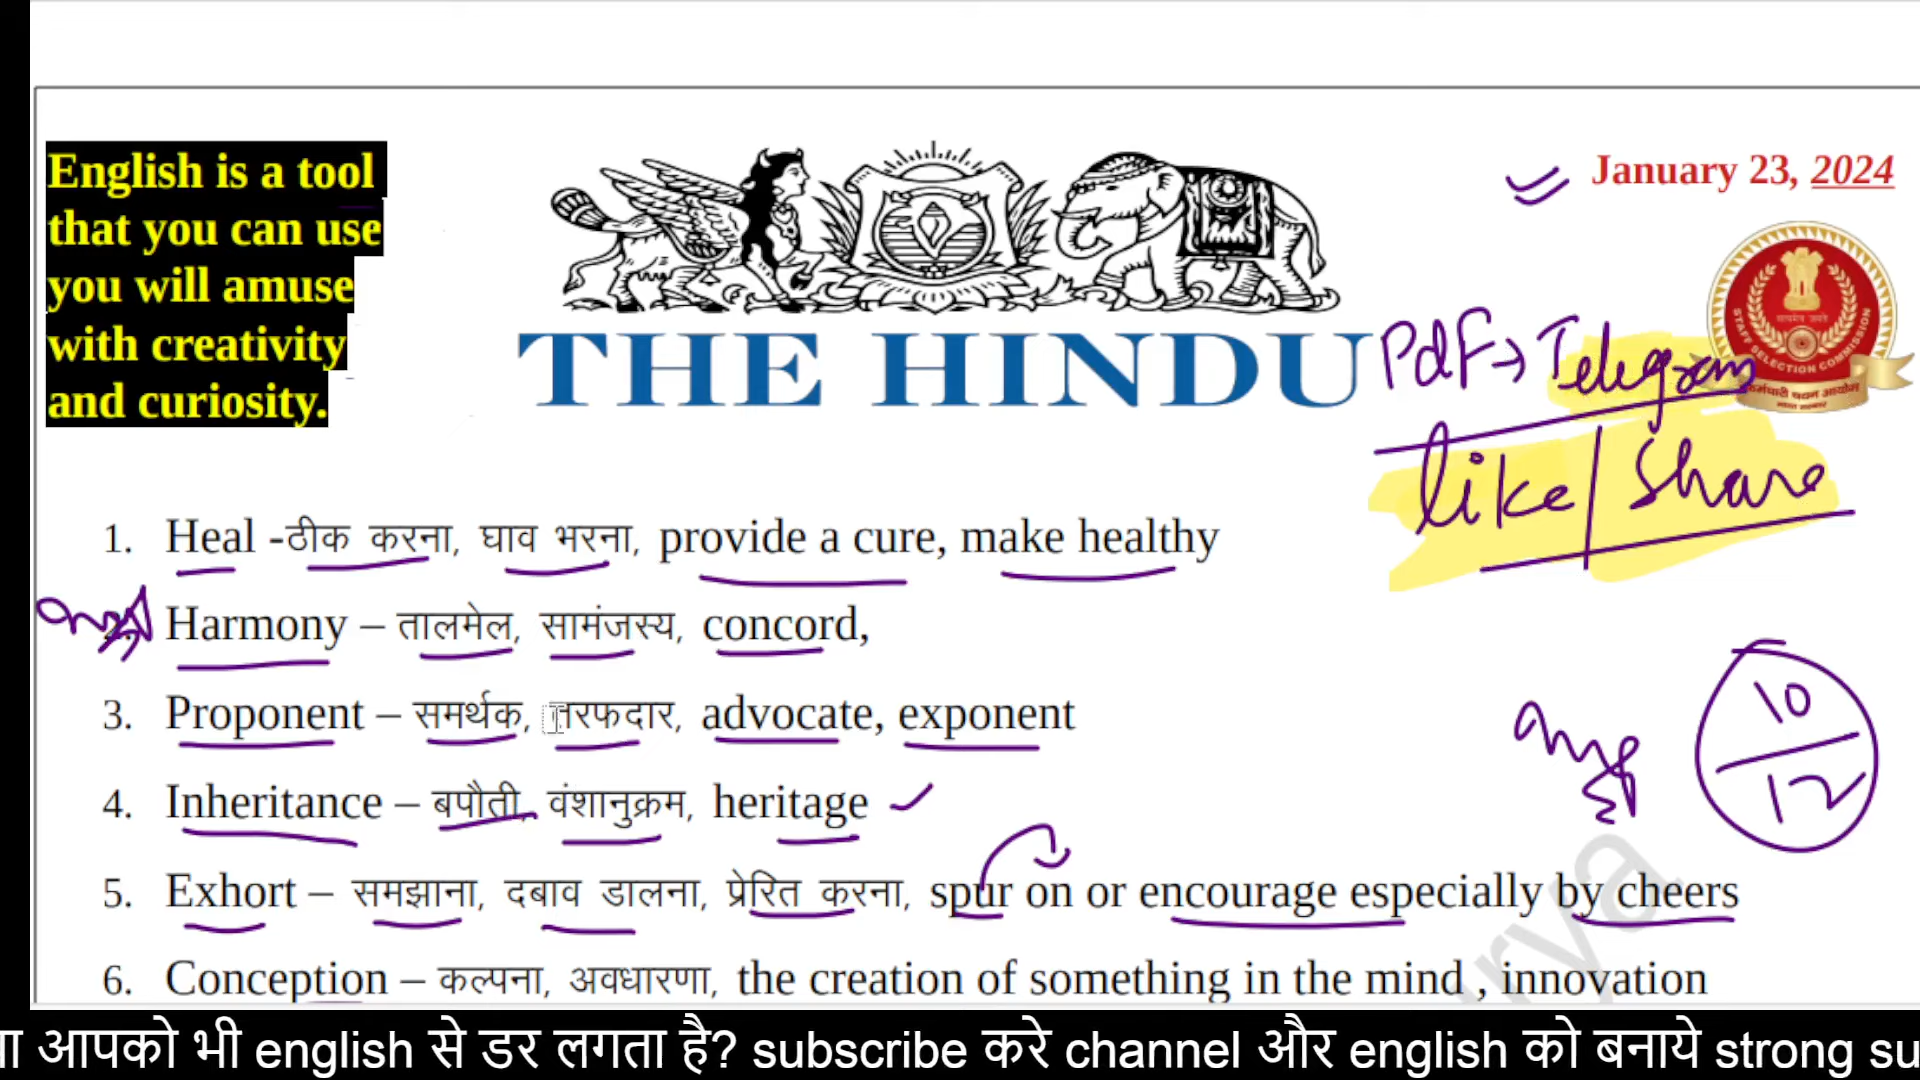 English is a tool
that you can use
you will amuse
with creativity
and curiosity.
January 23, 2024
STAFF SELECTION COMMISSION
THE HINDU
Pdf → Telegram
like / Share
1. Heal -ठीक करना, घाव भरना, provide a cure, make healthy
Harmony – तालमेल, सामंजस्य, concord,
3. Proponent – समर्थक, तरफदार, advocate, exponent
10
12
4. Inheritance – बपौती, वंशानुक्रम, heritage
5. Exhort – समझाना, दबाव डालना, प्रेरित करना, spur on or encourage especially by cheers
6. Conception – कल्पना, अवधारणा, the creation of something in the mind , innovation
आपको भी english से डर लगता है? subscribe करे channel और english को बनाये strong su